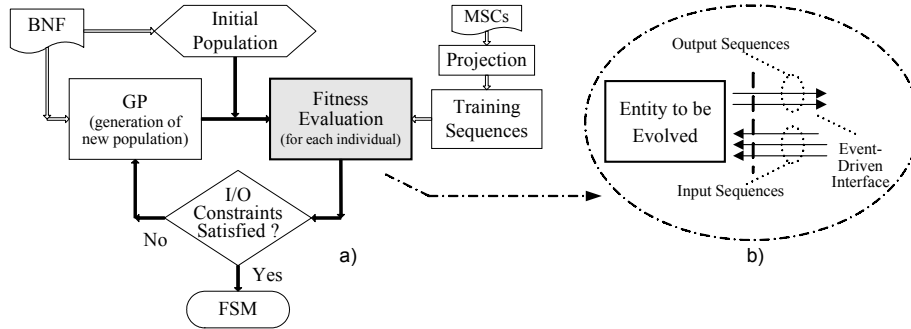 BNF
Initial
Population
MSCs
Projection
Training
Sequences
GP
(generation of
new population)
Fitness
Evaluation
(for each individual)
I/O
Constraints
Satisfied ?
No
Yes
FSM
a)
Output Sequences
Entity to be
Evolved
Event-
Driven
Interface
Input Sequences
b)